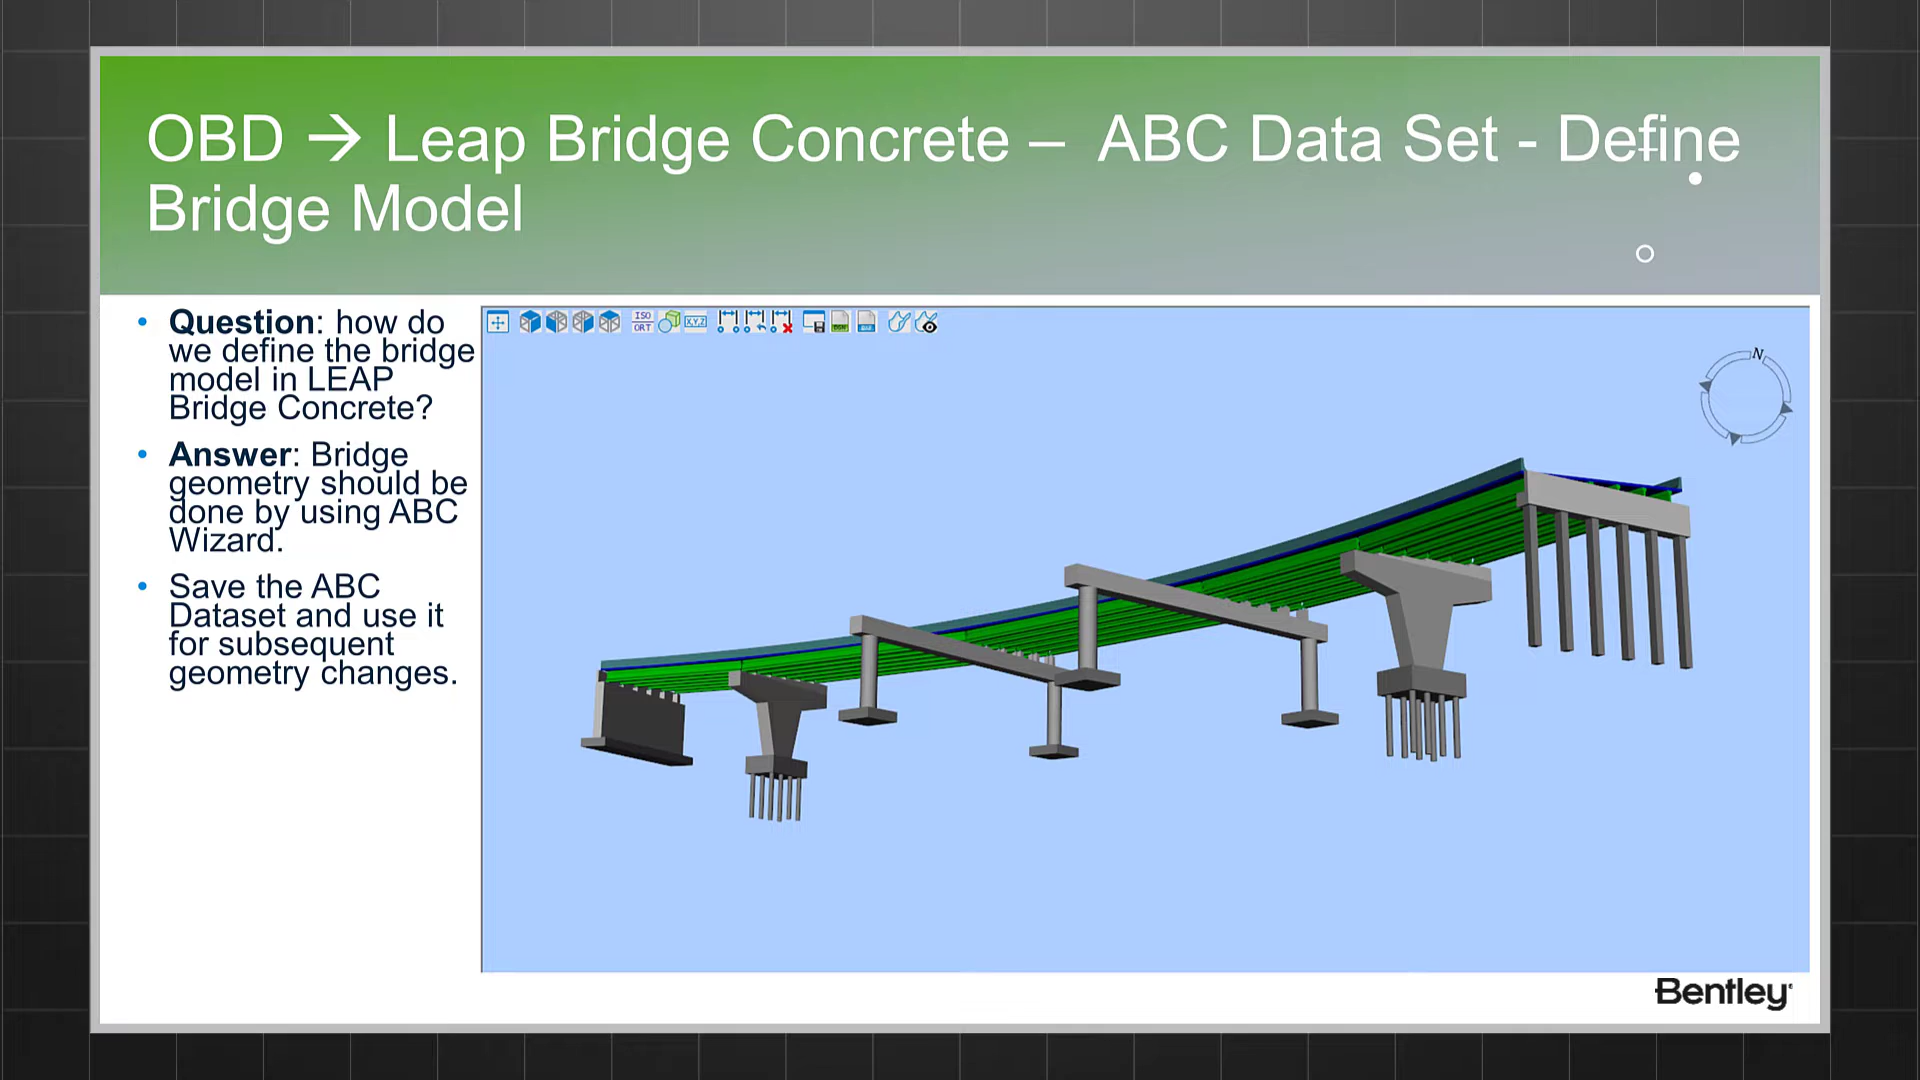 OBD → Leap Bridge Concrete – ABC Data Set - Define
Bridge Model
• Question: how do
we define the bridge
model in LEAP
Bridge Concrete?
• Answer: Bridge
geometry should be
done by using ABC
Wizard.
• Save the ABC
Dataset and use it
for subsequent
geometry changes.
ISO
ORT
X,Y,Z
N
Bentley